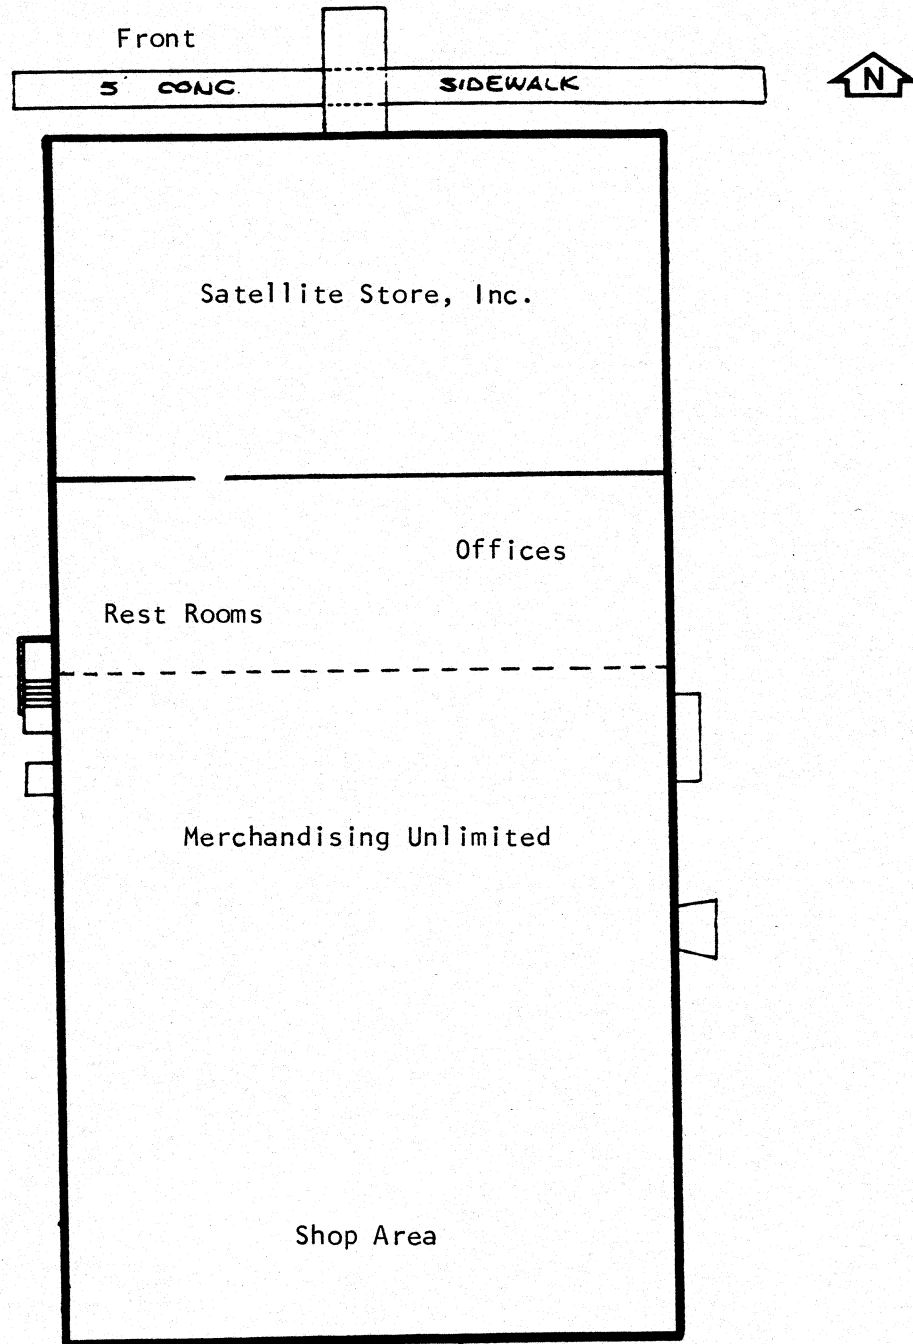 Front
5' CONC. SIDEWALK
N
Satellite Store, Inc.
Offices
Rest Rooms
Merchandising Unlimited
Shop Area